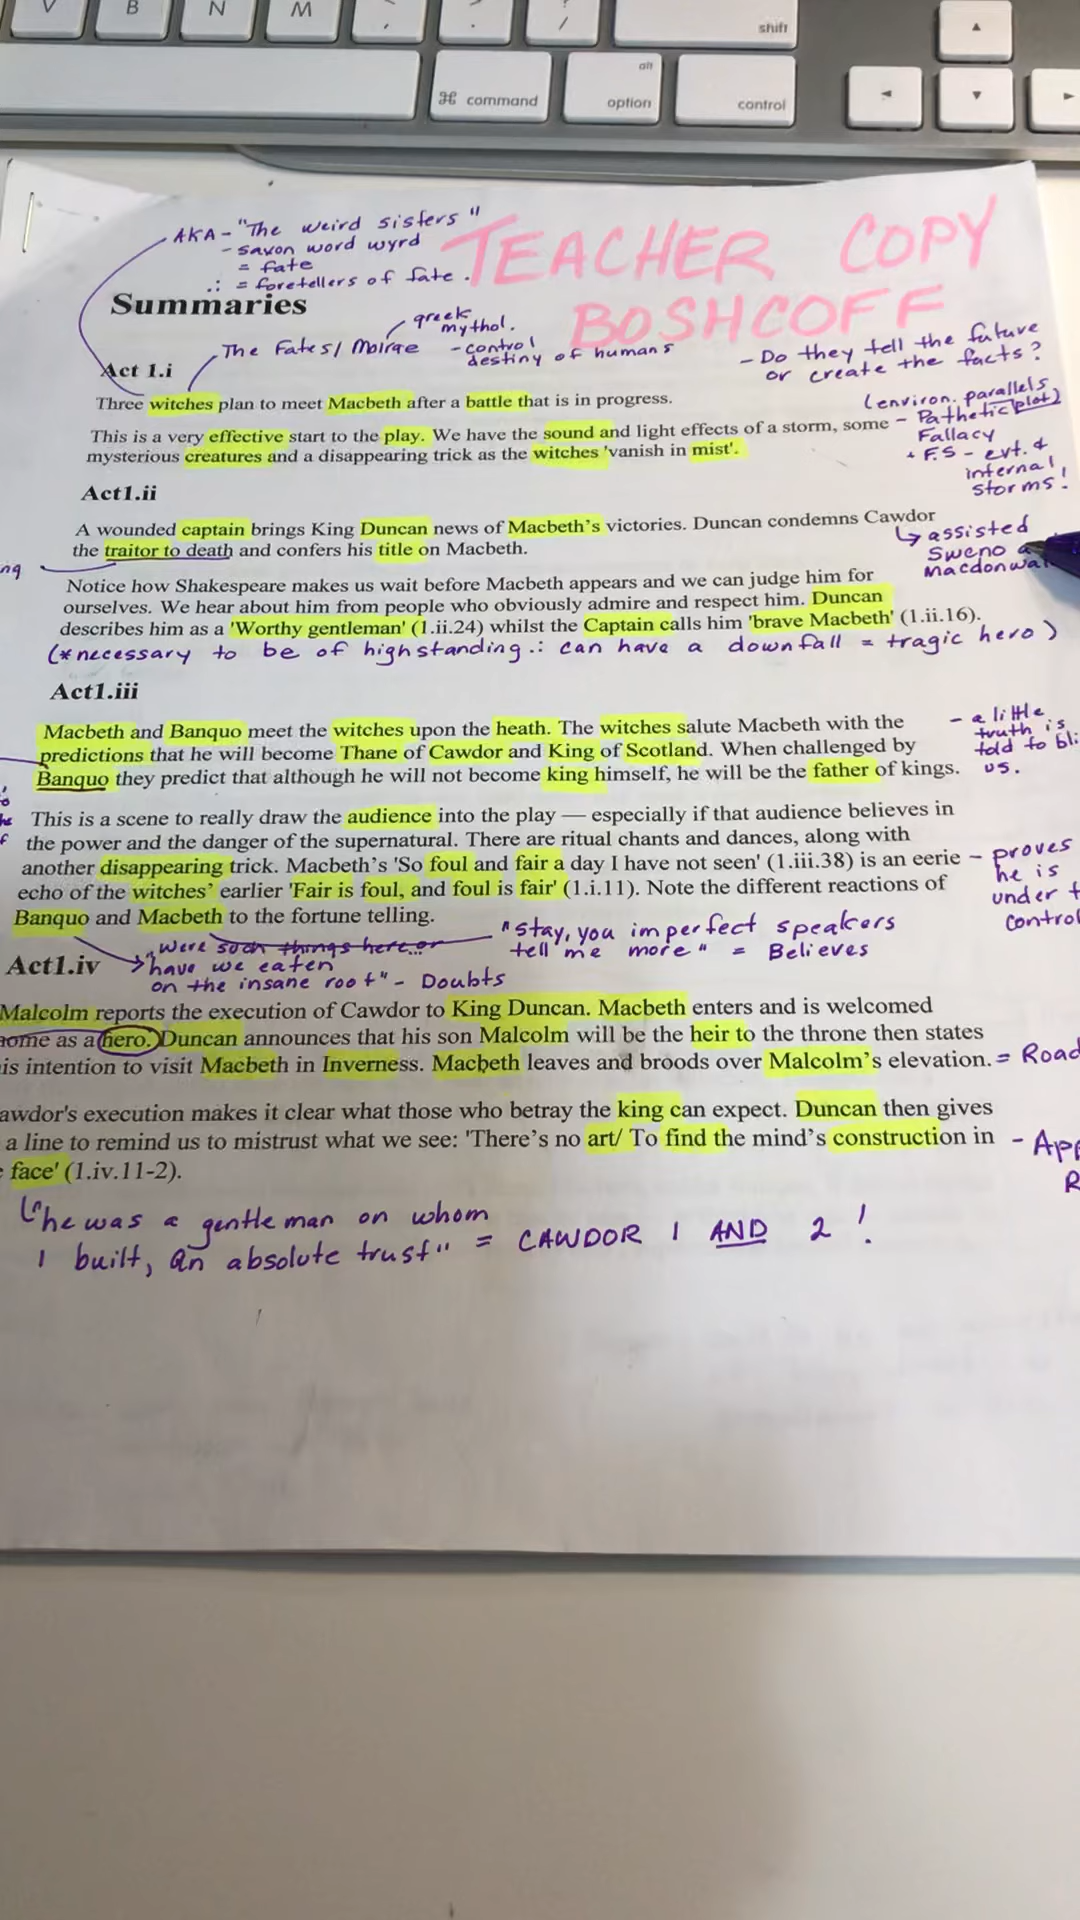 V B N M , . / shift
⌘ command alt option control
AKA - "The weird sisters"
- saxon word wyrd
= fate
∴ = foretellers of fate.
TEACHER COPY
BOSHCOFF
Summaries
greek mythol.
The Fates / Moirae - control destiny of humans
- Do they tell the future
or create the facts?
Act 1.i
Three witches plan to meet Macbeth after a battle that is in progress.
(environ. parallels plot)
- Pathetic Fallacy
+ F.S - ext. &
internal
storms!
This is a very effective start to the play. We have the sound and light effects of a storm, some
mysterious creatures and a disappearing trick as the witches 'vanish in mist'.
Act1.ii
A wounded captain brings King Duncan news of Macbeth's victories. Duncan condemns Cawdor
the traitor to death and confers his title on Macbeth.
↳ assisted
Sweno
Notice how Shakespeare makes us wait before Macbeth appears and we can judge him for
ourselves. We hear about him from people who obviously admire and respect him. Duncan
describes him as a 'Worthy gentleman' (1.ii.24) whilst the Captain calls him 'brave Macbeth' (1.ii.16).
(*necessary to be of high standing ∴ can have a downfall = tragic hero)
Act1.iii
Macbeth and Banquo meet the witches upon the heath. The witches salute Macbeth with the
predictions that he will become Thane of Cawdor and King of Scotland. When challenged by
Banquo they predict that although he will not become king himself, he will be the father of kings.
- a little
truth is
told to
us.
This is a scene to really draw the audience into the play — especially if that audience believes in
the power and the danger of the supernatural. There are ritual chants and dances, along with
another disappearing trick. Macbeth's 'So foul and fair a day I have not seen' (1.iii.38) is an eerie
echo of the witches' earlier 'Fair is foul, and foul is fair' (1.i.11). Note the different reactions of
Banquo and Macbeth to the fortune telling.
- proves
he is
under
control
"stay, you imperfect speakers
tell me more" = Believes
"Were such things here or...
have we eaten
on the insane root" - Doubts
Act1.iv
Malcolm reports the execution of Cawdor to King Duncan. Macbeth enters and is welcomed
home as a hero. Duncan announces that his son Malcolm will be the heir to the throne then states
is intention to visit Macbeth in Inverness. Macbeth leaves and broods over Malcolm's elevation. = Road
awdor's execution makes it clear what those who betray the king can expect. Duncan then gives
a line to remind us to mistrust what we see: 'There's no art/ To find the mind's construction in - App
face' (1.iv.11-2).
"he was a gentleman on whom
I built, an absolute trust" = CAWDOR 1 AND 2!